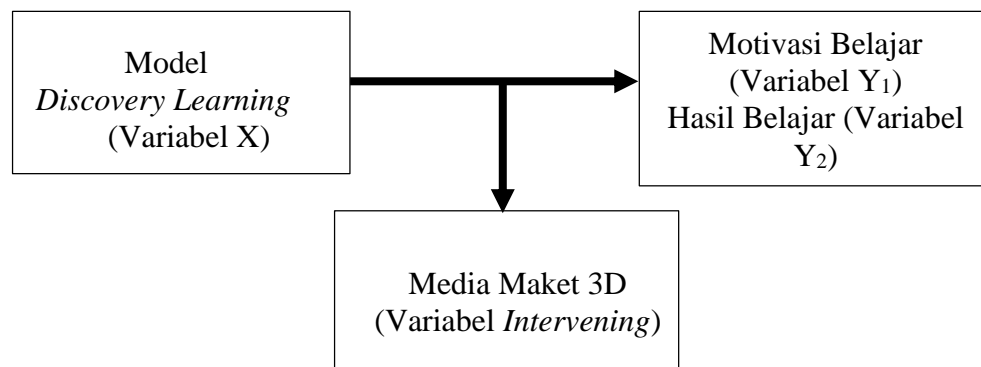 Model
Discovery Learning
(Variabel X)
Motivasi Belajar
(Variabel Y₁)
Hasil Belajar (Variabel
Y₂)
Media Maket 3D
(Variabel Intervening)